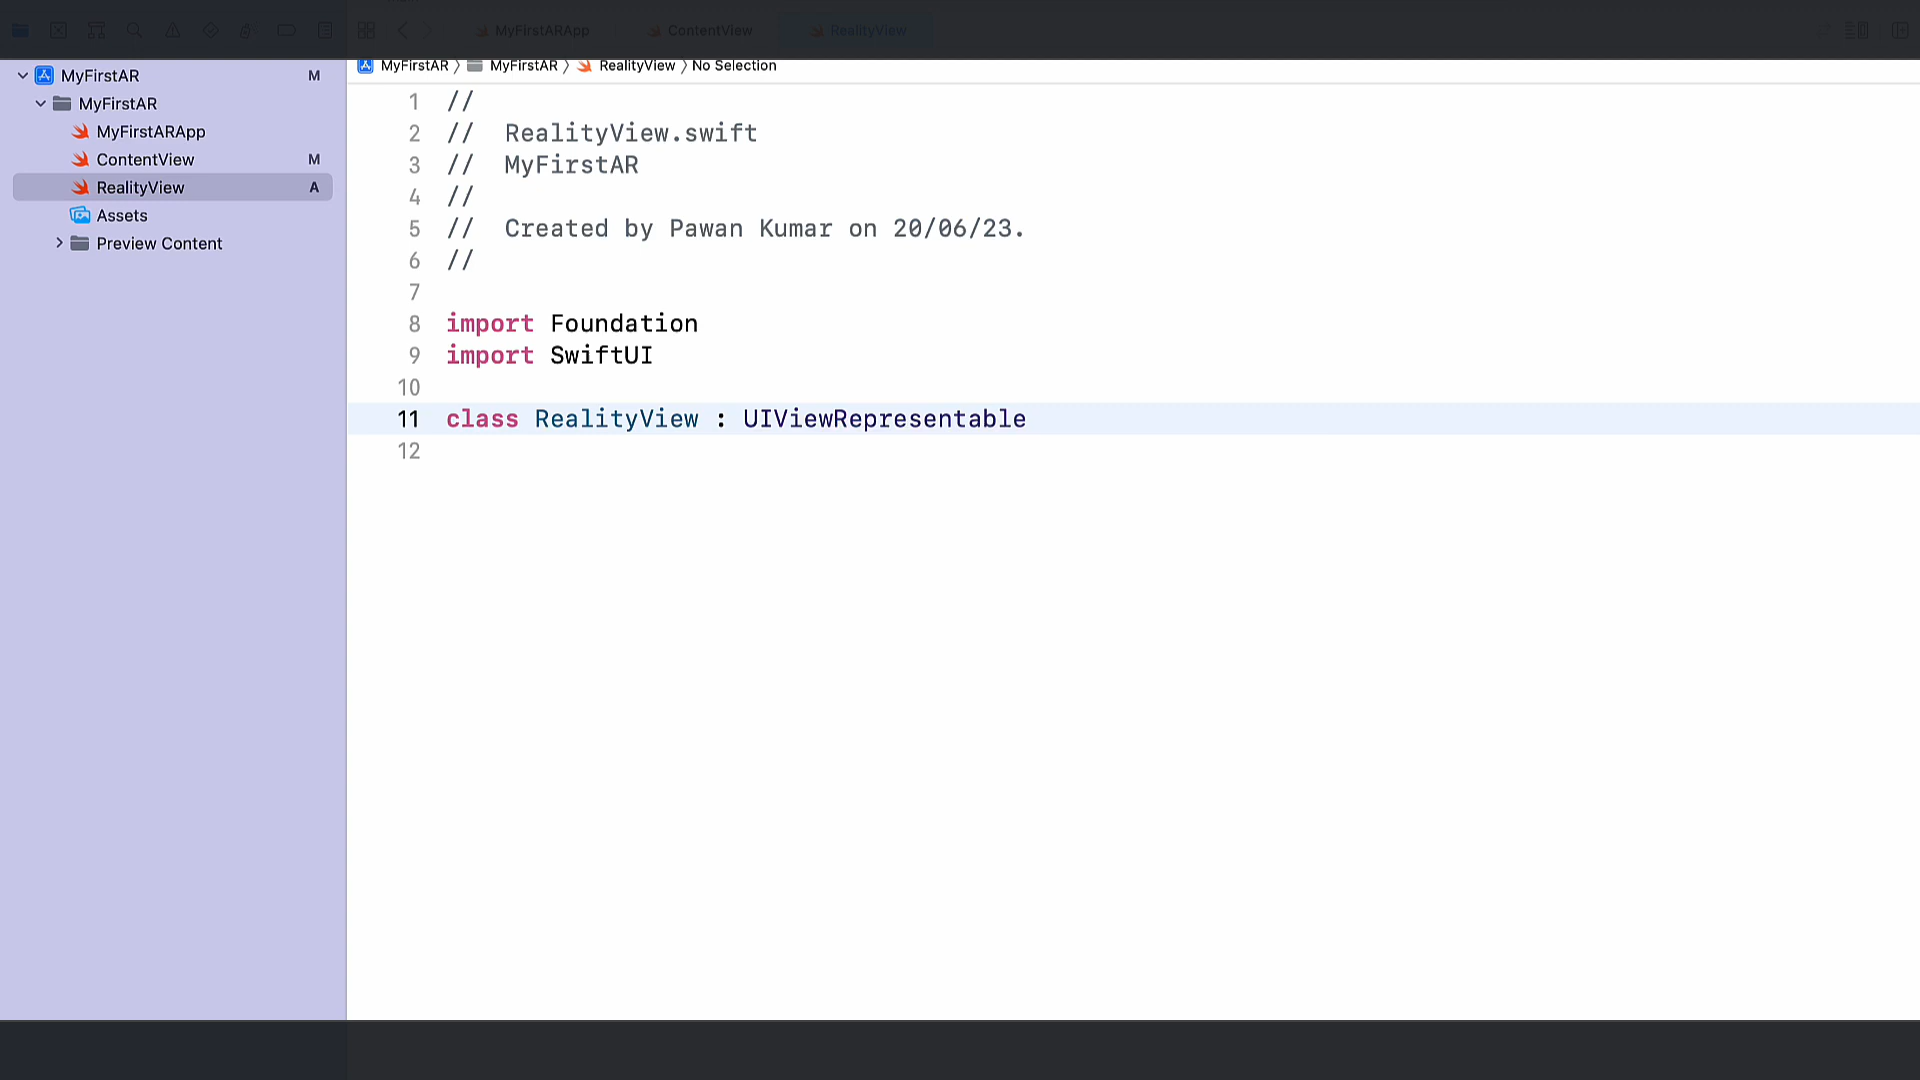 MyFirstARApp
ContentView
RealityView
MyFirstAR M
MyFirstAR
MyFirstARApp
ContentView M
RealityView A
Assets
Preview Content
MyFirstAR MyFirstAR RealityView No Selection
1 //
2 // RealityView.swift
3 // MyFirstAR
4 //
5 // Created by Pawan Kumar on 20/06/23.
6 //
7
8 import Foundation
9 import SwiftUI
10
11 class RealityView : UIViewRepresentable
12